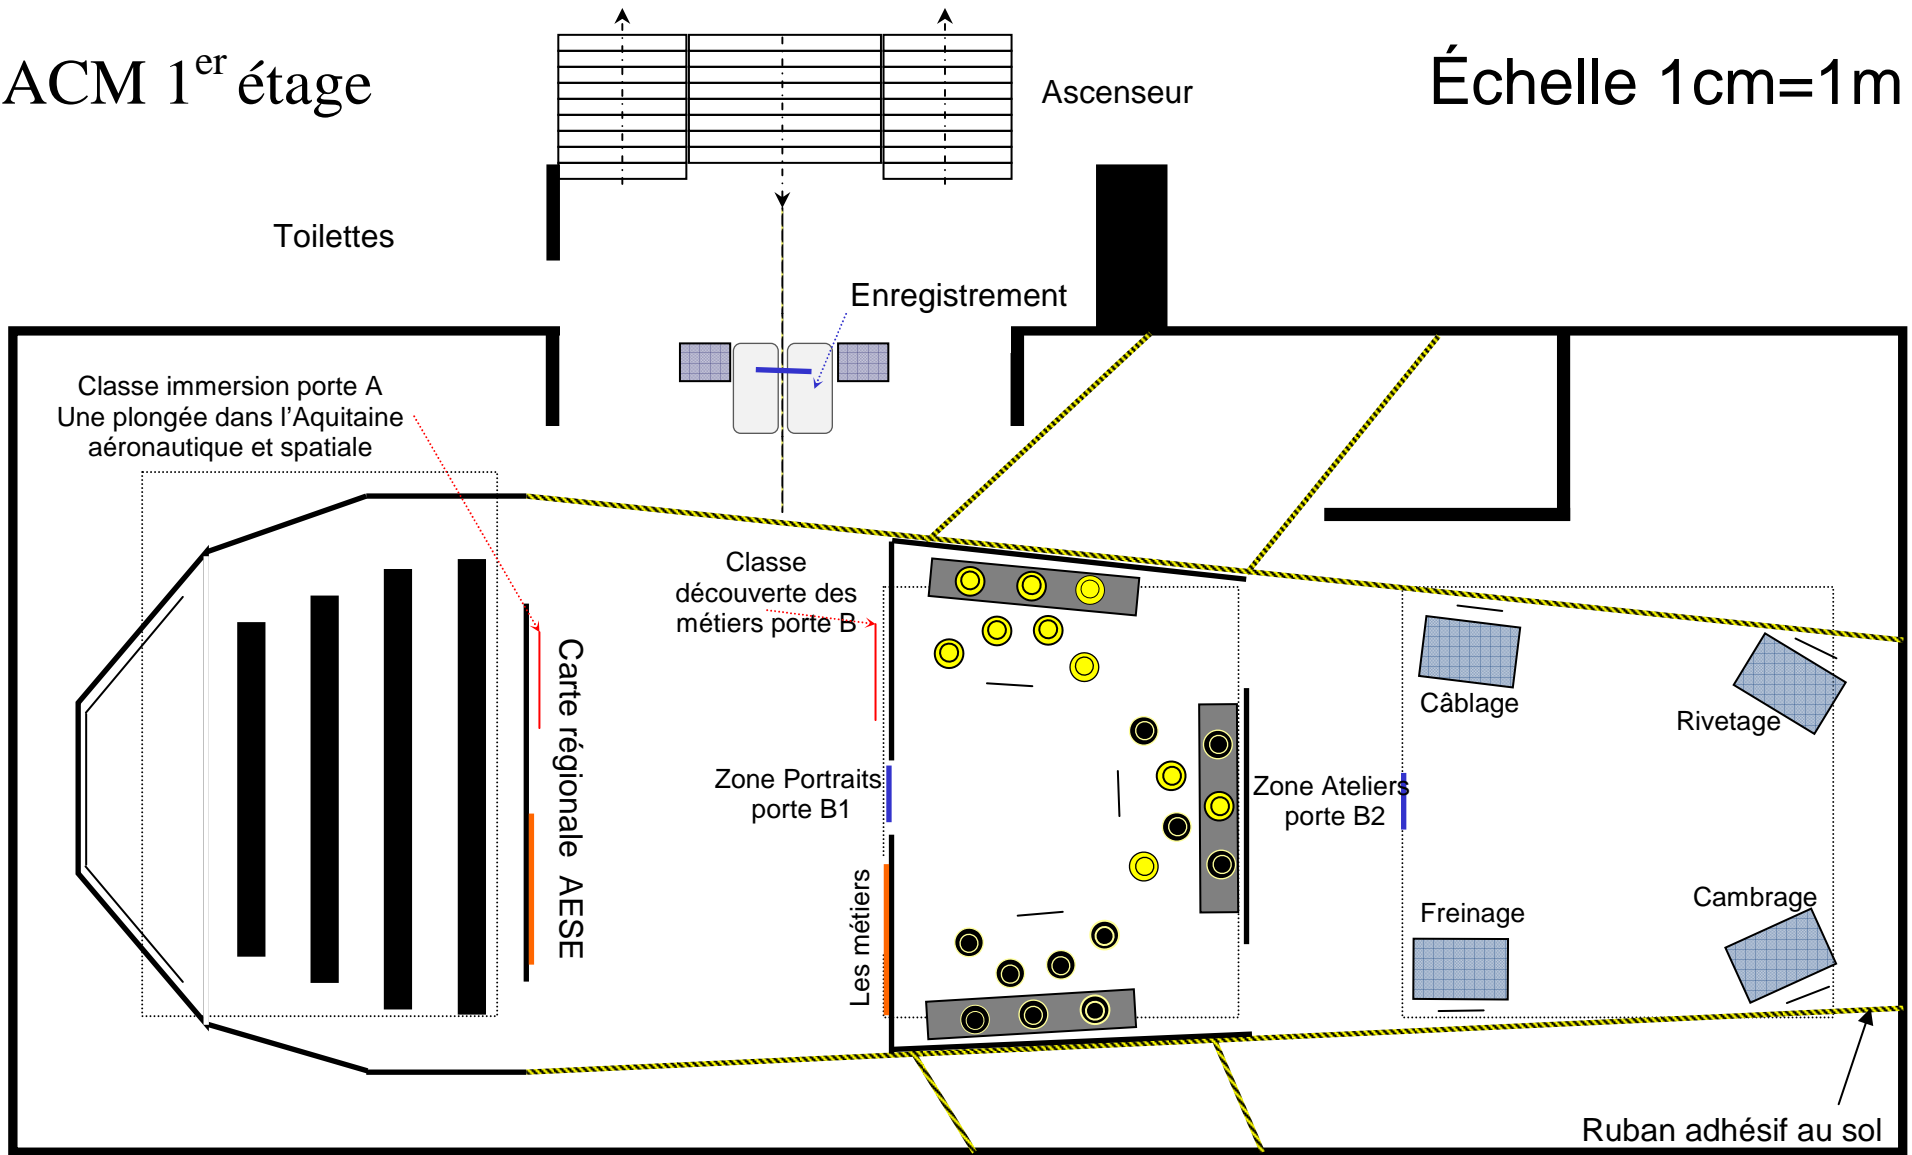 ACM 1er étage
Ascenseur
Échelle 1cm=1m
Toilettes
Enregistrement
Classe immersion porte A
Une plongée dans l’Aquitaine
aéronautique et spatiale
Classe
découverte des
métiers porte B
Carte régionale AESE
Zone Portraits
porte B1
Les métiers
Zone Ateliers
porte B2
Câblage
Rivetage
Freinage
Cambrage
Ruban adhésif au sol